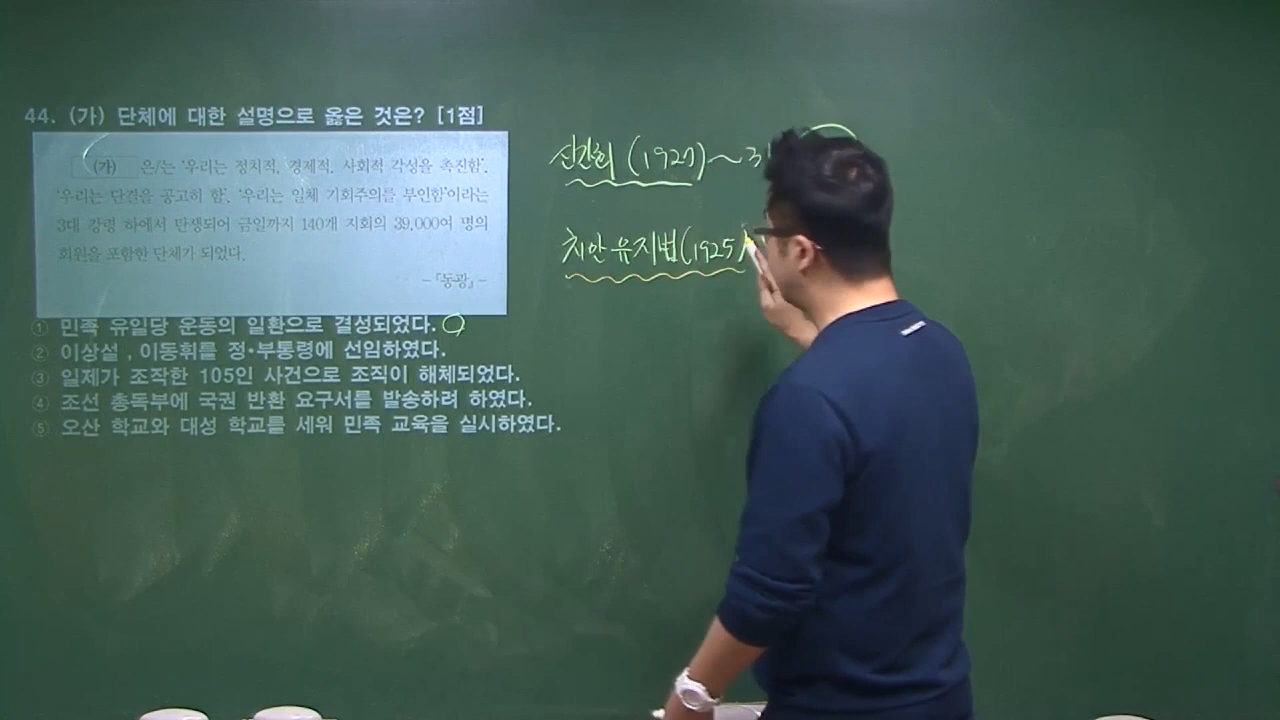 44. (가) 단체에 대한 설명으로 옳은 것은? [1점]
(가) 은/는 '우리는 정치적, 경제적, 사회적 각성을 촉진함',
'우리는 단결을 공고히 함', '우리는 일체 기회주의를 부인함'이라는
3대 강령 하에서 탄생되어 금일까지 140개 지회의 39,000여 명의
회원을 포함한 단체가 되었다.
-『동광』-
① 민족 유일당 운동의 일환으로 결성되었다.
② 이상설, 이동휘를 정·부통령에 선임하였다.
③ 일제가 조작한 105인 사건으로 조직이 해체되었다.
④ 조선 총독부에 국권 반환 요구서를 발송하려 하였다.
⑤ 오산 학교와 대성 학교를 세워 민족 교육을 실시하였다.
신간회 (1927) ~ 31
치안유지법(1925)